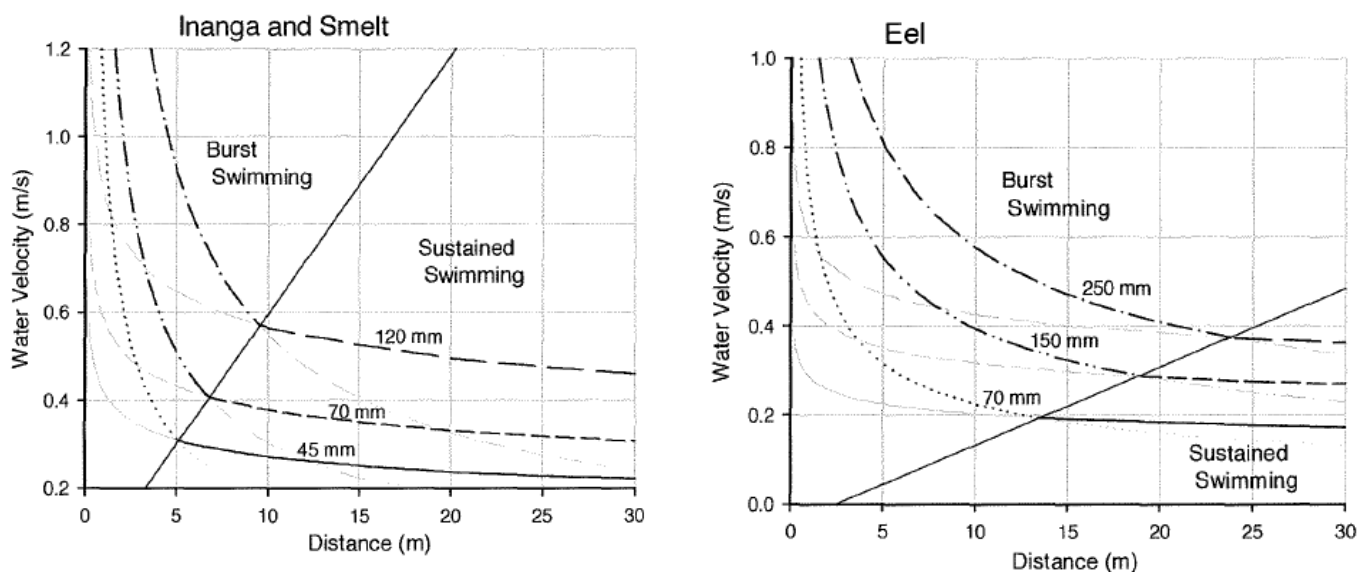 Inanga and Smelt
1.2
1.0
0.8
0.6
0.4
0.2
Water Velocity (m/s)
Burst
Swimming
Sustained
Swimming
120 mm
70 mm
45 mm
0 5 10 15 20 25 30
Distance (m)
Eel
1.0
0.8
0.6
0.4
0.2
0.0
Water Velocity (m/s)
Burst
Swimming
250 mm
150 mm
70 mm
Sustained
Swimming
0 5 10 15 20 25 30
Distance (m)